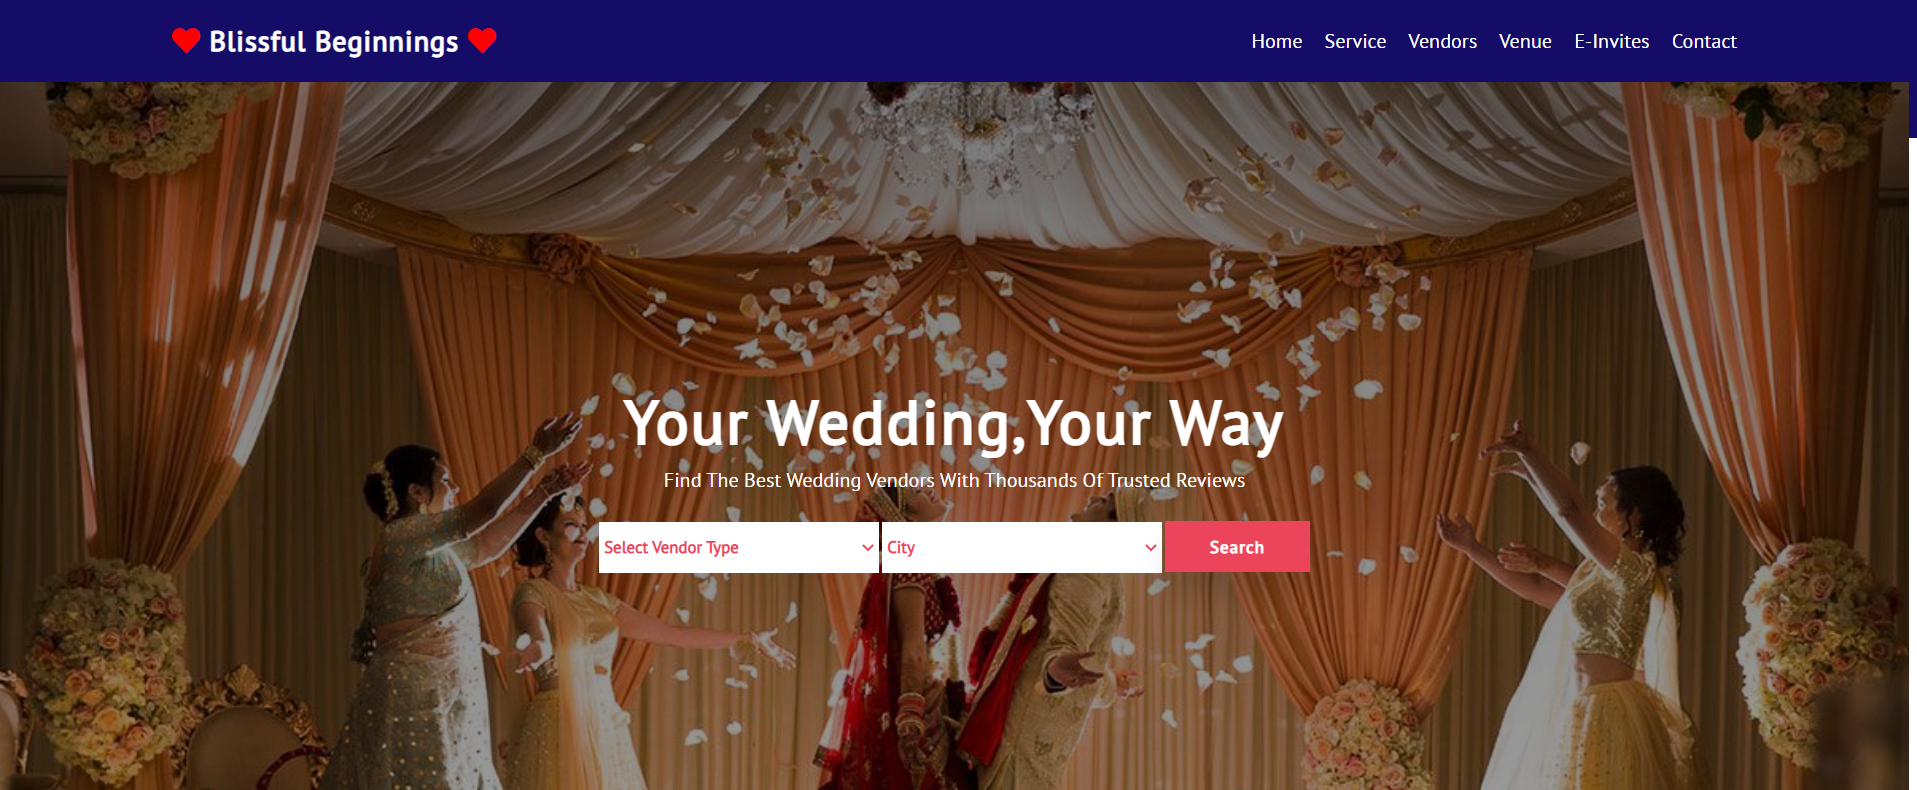 Blissful Beginnings
Home Service Vendors Venue E-Invites Contact
Your Wedding,Your Way
Find The Best Wedding Vendors With Thousands Of Trusted Reviews
Select Vendor Type City Search